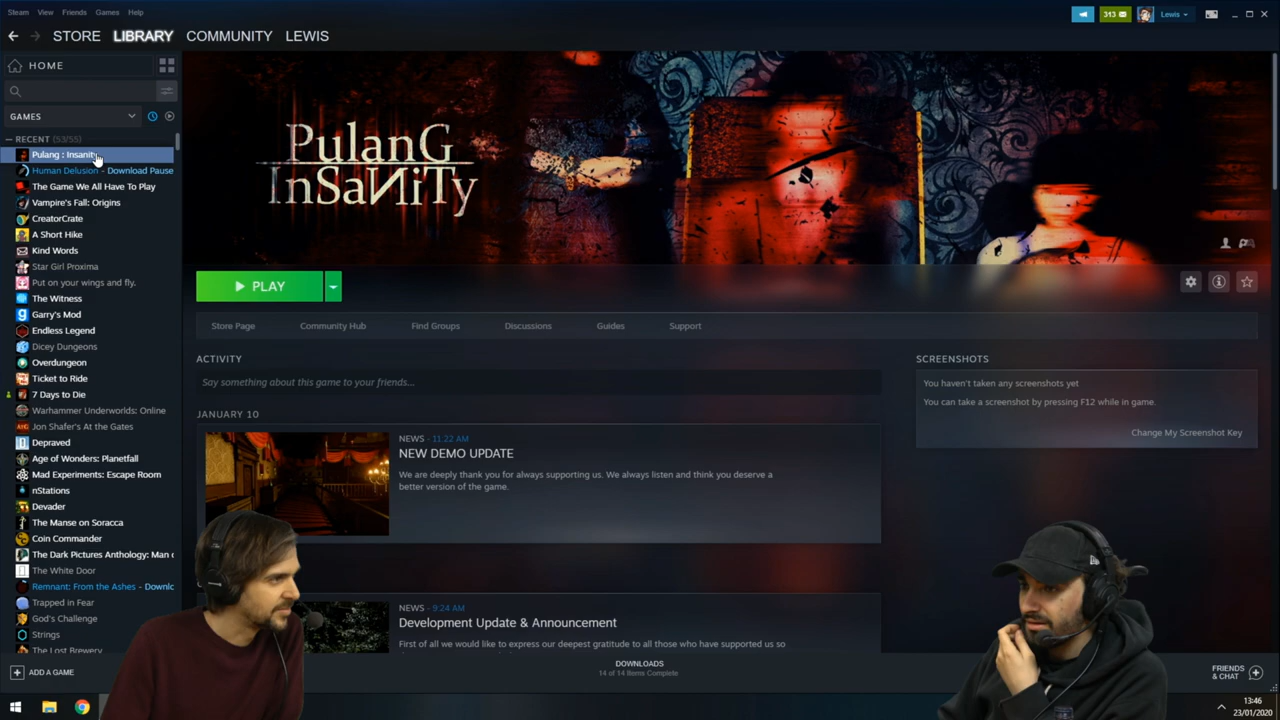 Steam View Friends Games Help
313 Lewis
STORE LIBRARY COMMUNITY LEWIS
HOME
GAMES
RECENT (53/55)
Pulang : Insanity
Human Delusion - Download Pause
The Game We All Have To Play
Vampire's Fall: Origins
CreatorCrate
A Short Hike
Kind Words
Star Girl Proxima
Put on your wings and fly.
The Witness
Garry's Mod
Endless Legend
Dicey Dungeons
Overdungeon
Ticket to Ride
7 Days to Die
Warhammer Underworlds: Online
Jon Shafer's At the Gates
Depraved
Age of Wonders: Planetfall
Mad Experiments: Escape Room
nStations
Devader
The Manse on Soracca
Coin Commander
The Dark Pictures Anthology: Man o
The White Door
Remnant: From the Ashes - Downlo
Trapped in Fear
God's Challenge
Strings
The Lost Brewery
ADD A GAME
PulanG
InSaNiTy
PLAY
Store Page Community Hub Find Groups Discussions Guides Support
ACTIVITY
Say something about this game to your friends...
JANUARY 10
NEWS - 11:22 AM
NEW DEMO UPDATE
We are deeply thank you for always supporting us. We always listen and think you deserve a
better version of the game.
NEWS - 9:24 AM
Development Update & Announcement
First of all we would like to express our deepest gratitude to all those who have supported us so
SCREENSHOTS
You haven't taken any screenshots yet
You can take a screenshot by pressing F12 while in game.
Change My Screenshot Key
DOWNLOADS
14 of 14 Items Complete
FRIENDS
& CHAT
13:46
23/01/2020